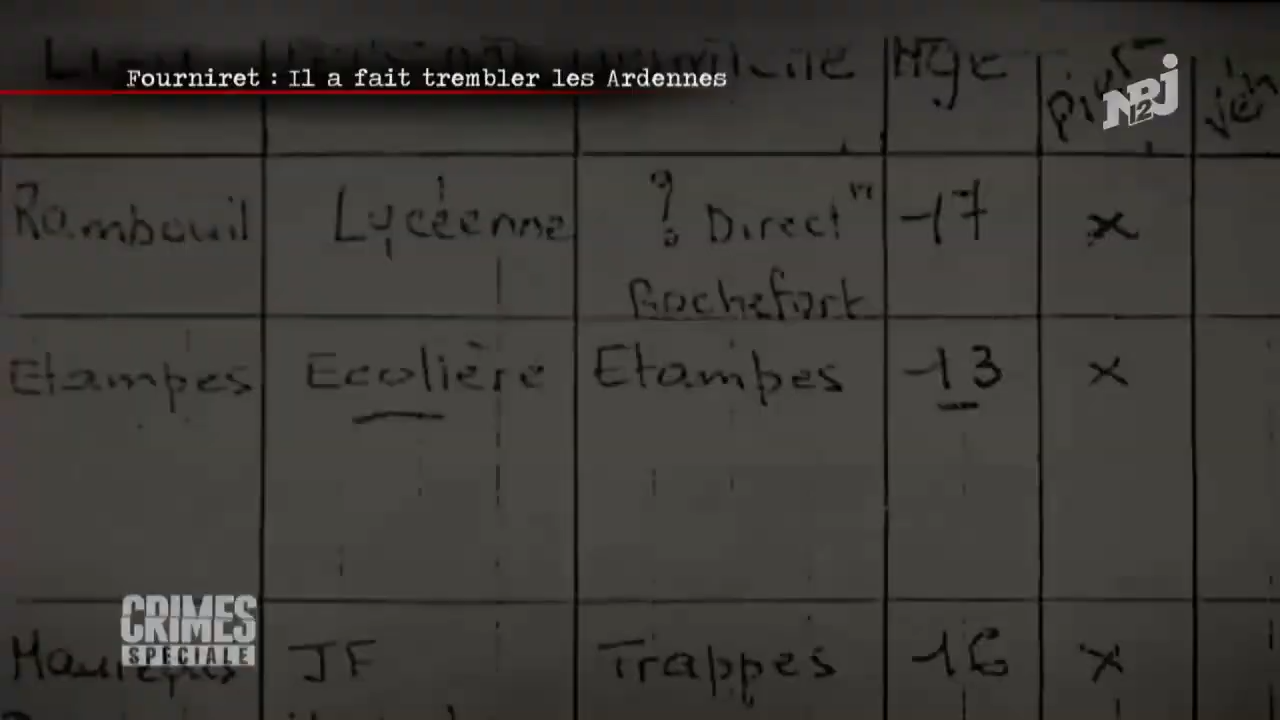 Fourniret : Il a fait trembler les Ardennes
NRJ 12
Age
Rambouil
Lycéenne
? Direct°ⁿ
Rochefort
17
x
Etampes
Ecolière
Etampes
13
x
JF
Trappes
16
x
CRIMES
SPECIALE